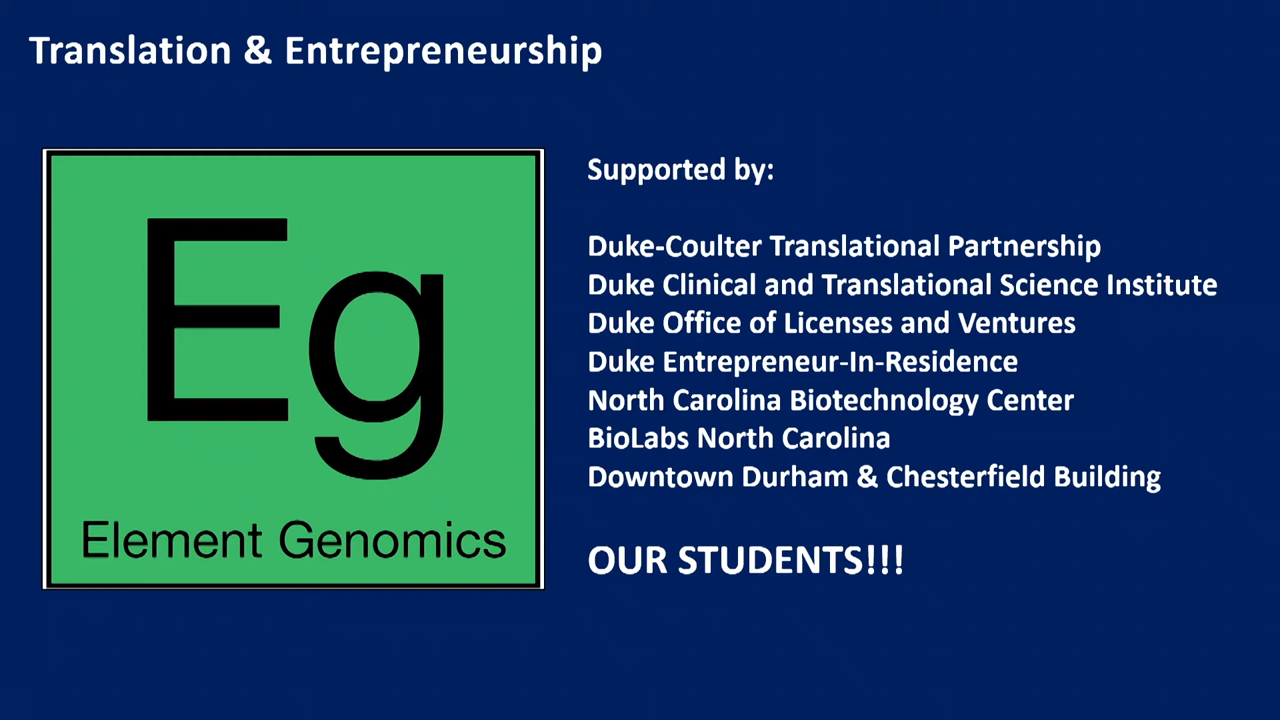 Translation & Entrepreneurship
Eg
Element Genomics
Supported by:
Duke-Coulter Translational Partnership
Duke Clinical and Translational Science Institute
Duke Office of Licenses and Ventures
Duke Entrepreneur-In-Residence
North Carolina Biotechnology Center
BioLabs North Carolina
Downtown Durham & Chesterfield Building
OUR STUDENTS!!!